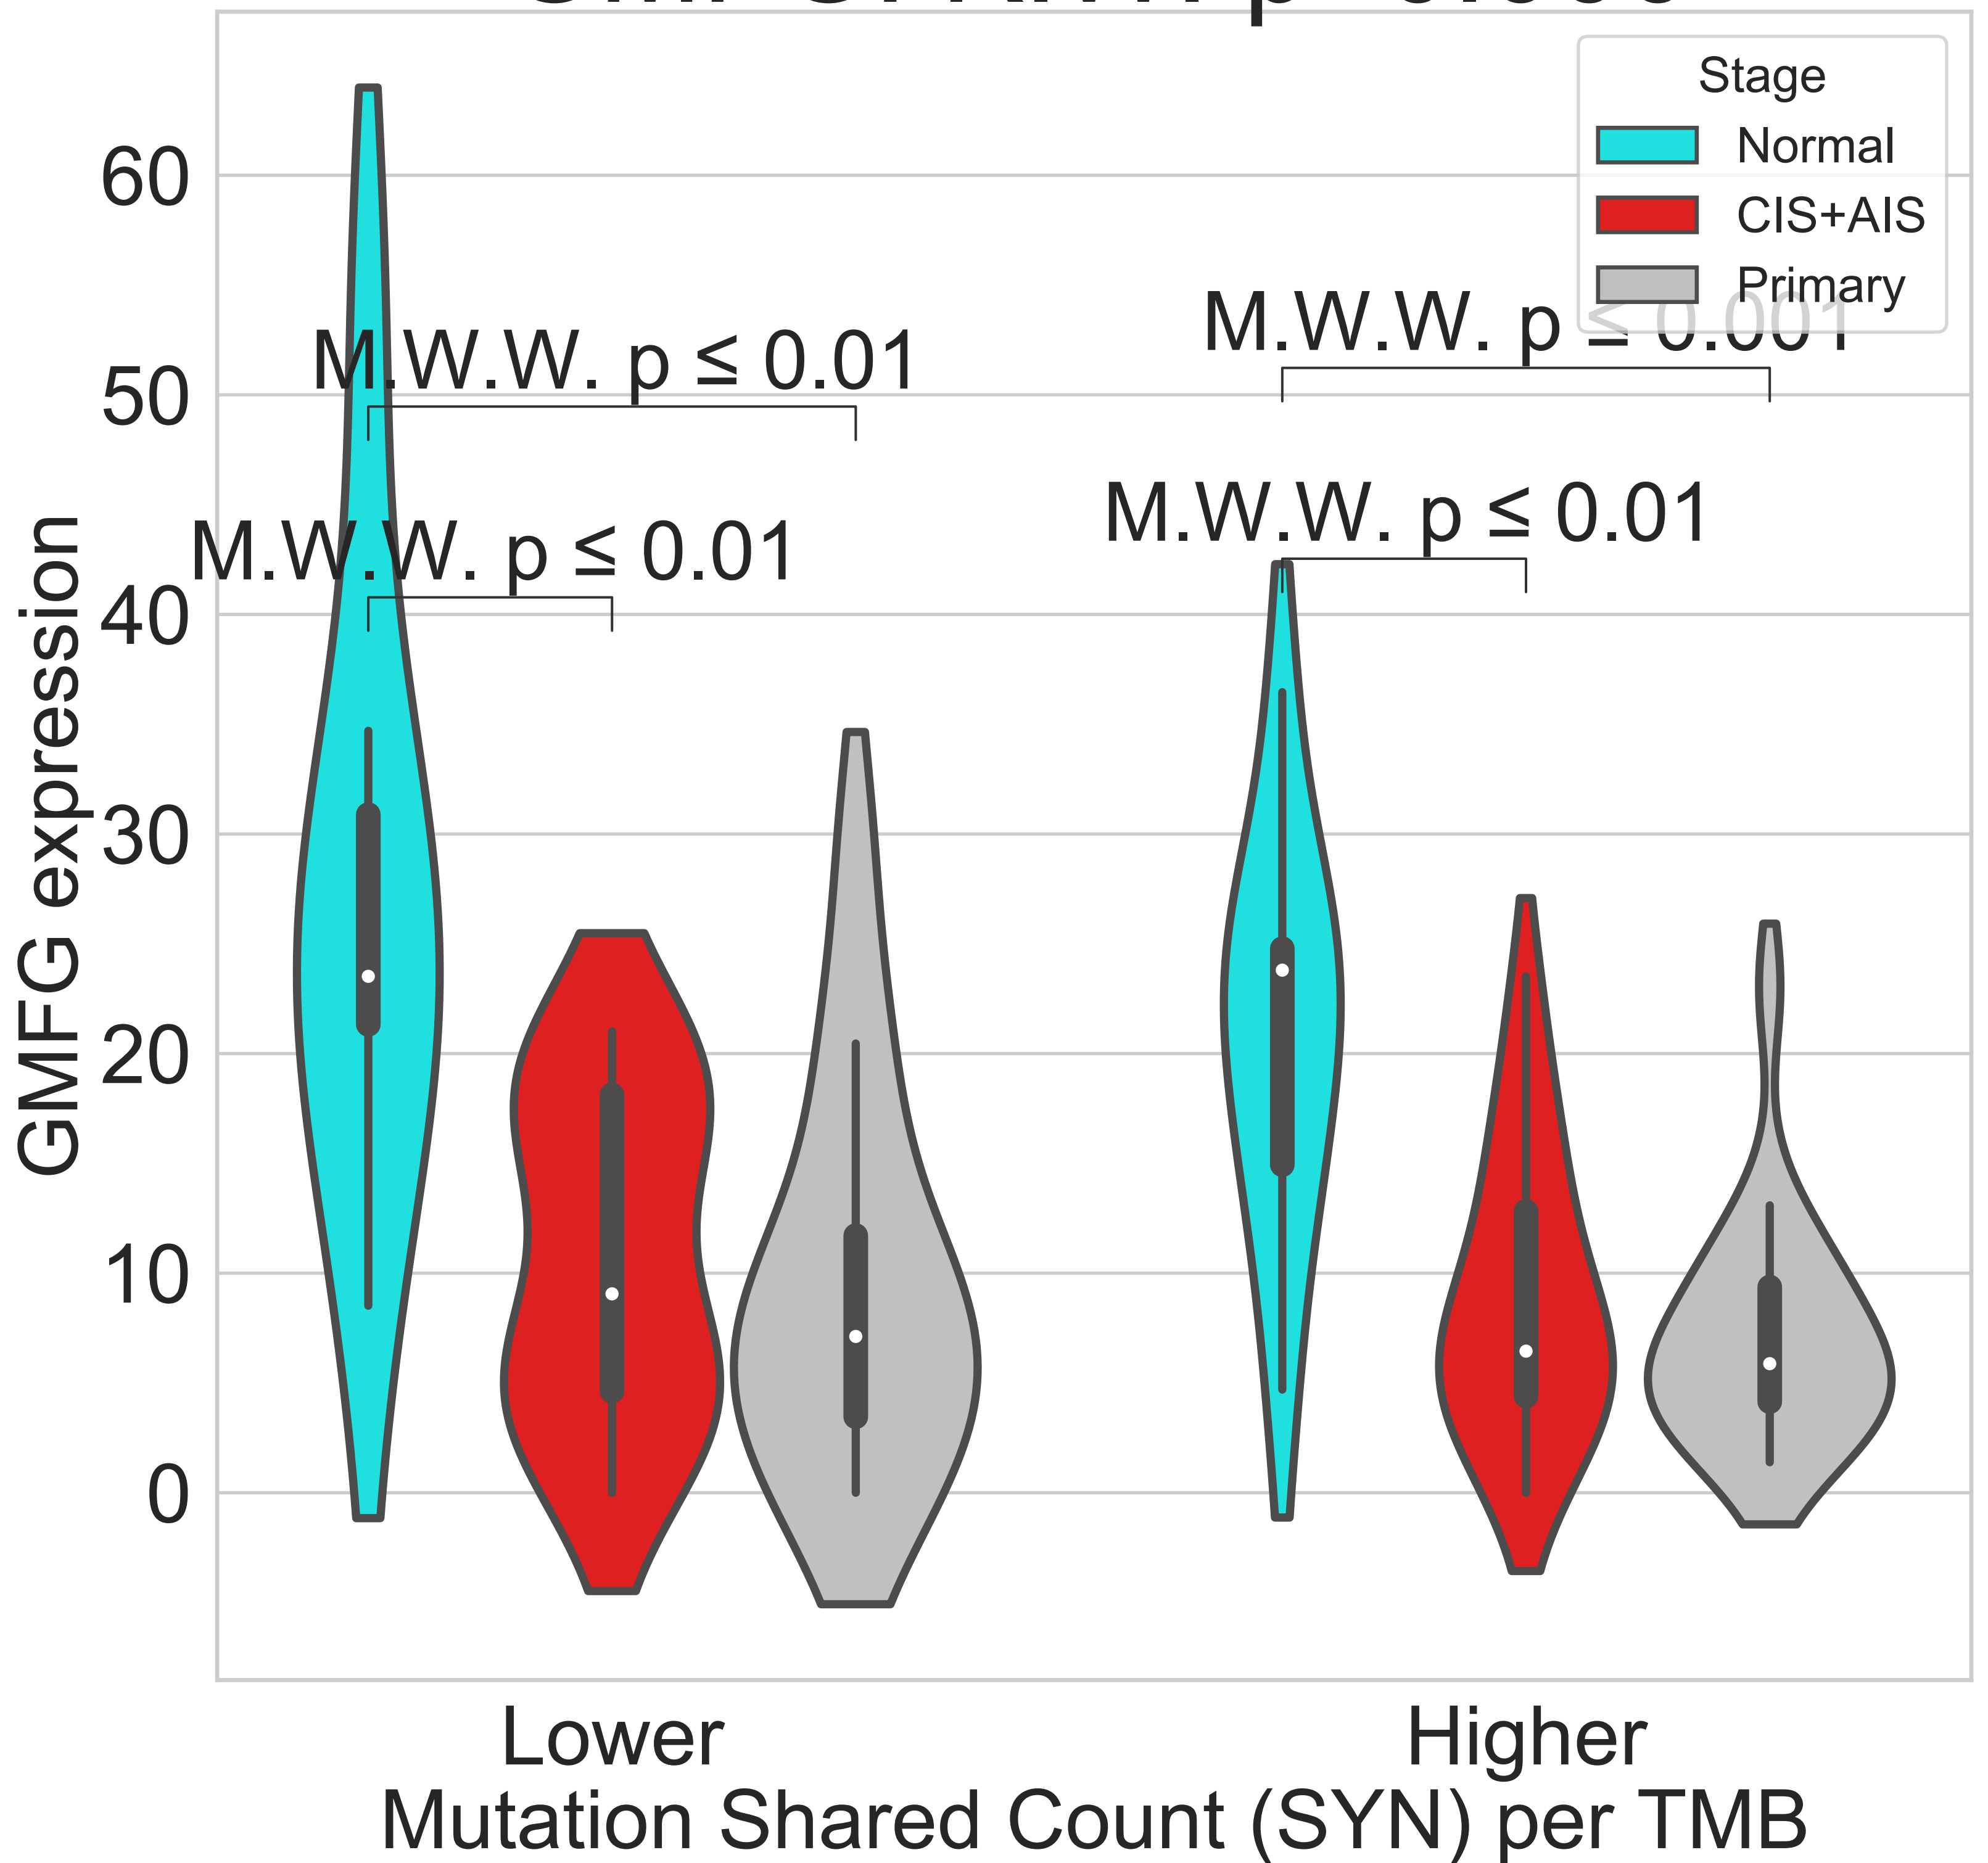 Stage
Normal
CIS+AIS
Primary
60
50
40
30
20
10
0
GMFG expression
M.W.W. p ≤ 0.01
M.W.W. p ≤ 0.001
M.W.W. p ≤ 0.01
M.W.W. p ≤ 0.01
Lower
Higher
Mutation Shared Count (SYN) per TMB